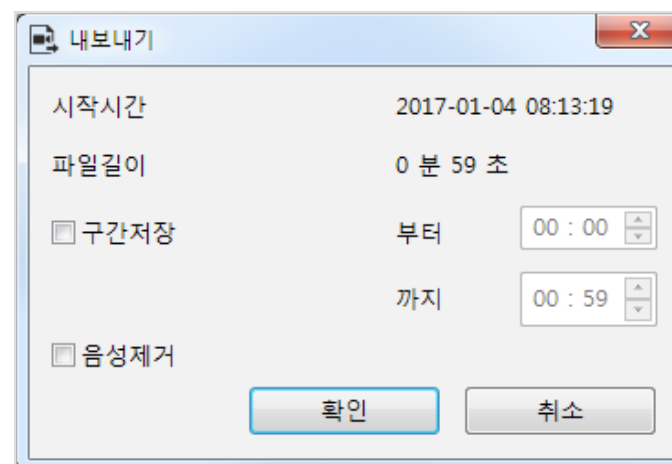 내보내기
시작시간 2017-01-04 08:13:19
파일길이 0 분 59 초
구간저장 부터 00 : 00
까지 00 : 59
음성제거
확인 취소